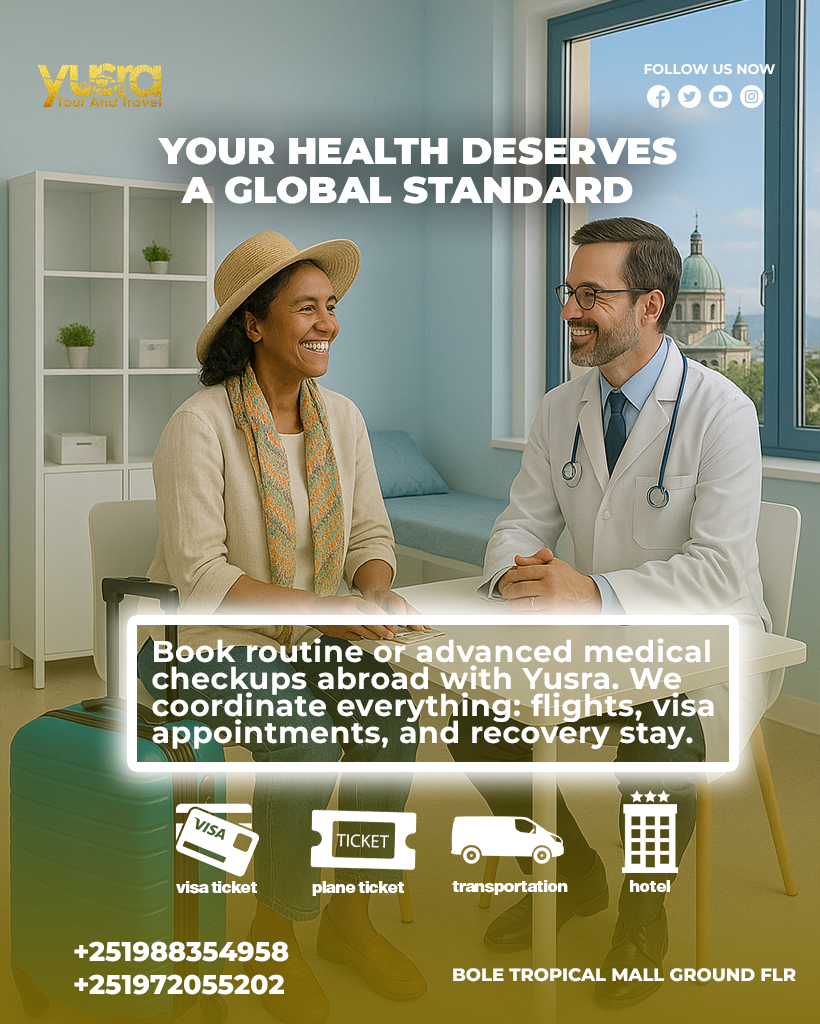 yusra
Tour And Travel
FOLLOW US NOW
YOUR HEALTH DESERVES
A GLOBAL STANDARD
Book routine or advanced medical
checkups abroad with Yusra. We
coordinate everything: flights, visa
appointments, and recovery stay.
VISA
TICKET
visa ticket
plane ticket
transportation
hotel
+251988354958
+251972055202
BOLE TROPICAL MALL GROUND FLR